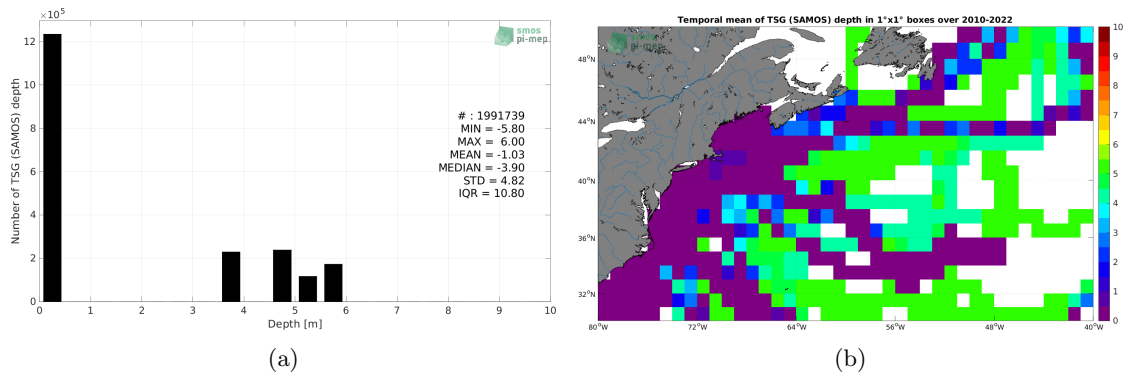 ×10⁵
smos
pi-mep
12
10
8
6
4
2
0
Number of TSG (SAMOS) depth
# : 1991739
MIN = -5.80
MAX = 6.00
MEAN = -1.03
MEDIAN = -3.90
STD = 4.82
IQR = 10.80
0 1 2 3 4 5 6 7 8 9 10
Depth [m]
(a)
Temporal mean of TSG (SAMOS) depth in 1°x1° boxes over 2010-2022
smos
pi-mep
48°N
44°N
40°N
36°N
32°N
80°W 72°W 64°W 56°W 48°W 40°W
10
9
8
7
6
5
4
3
2
1
0
(b)